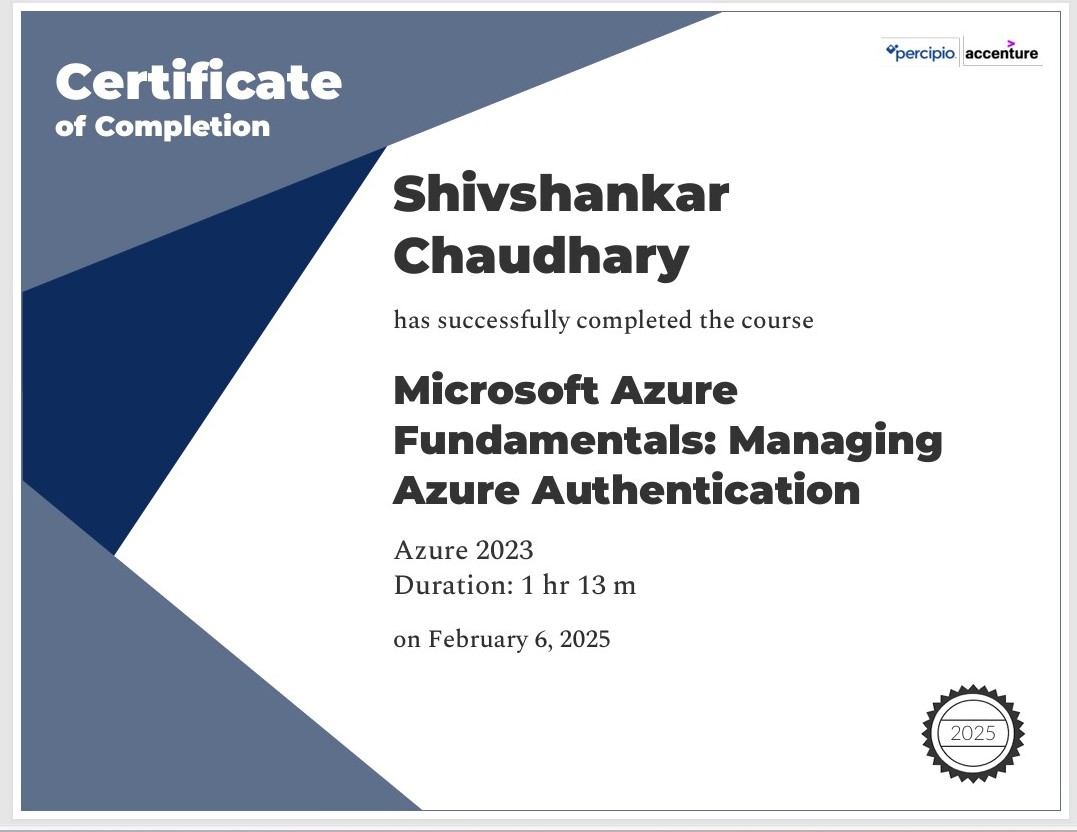 Certificate
of Completion
percipio. accenture
Shivshankar
Chaudhary
has successfully completed the course
Microsoft Azure
Fundamentals: Managing
Azure Authentication
Azure 2023
Duration: 1 hr 13 m
on February 6, 2025
2025